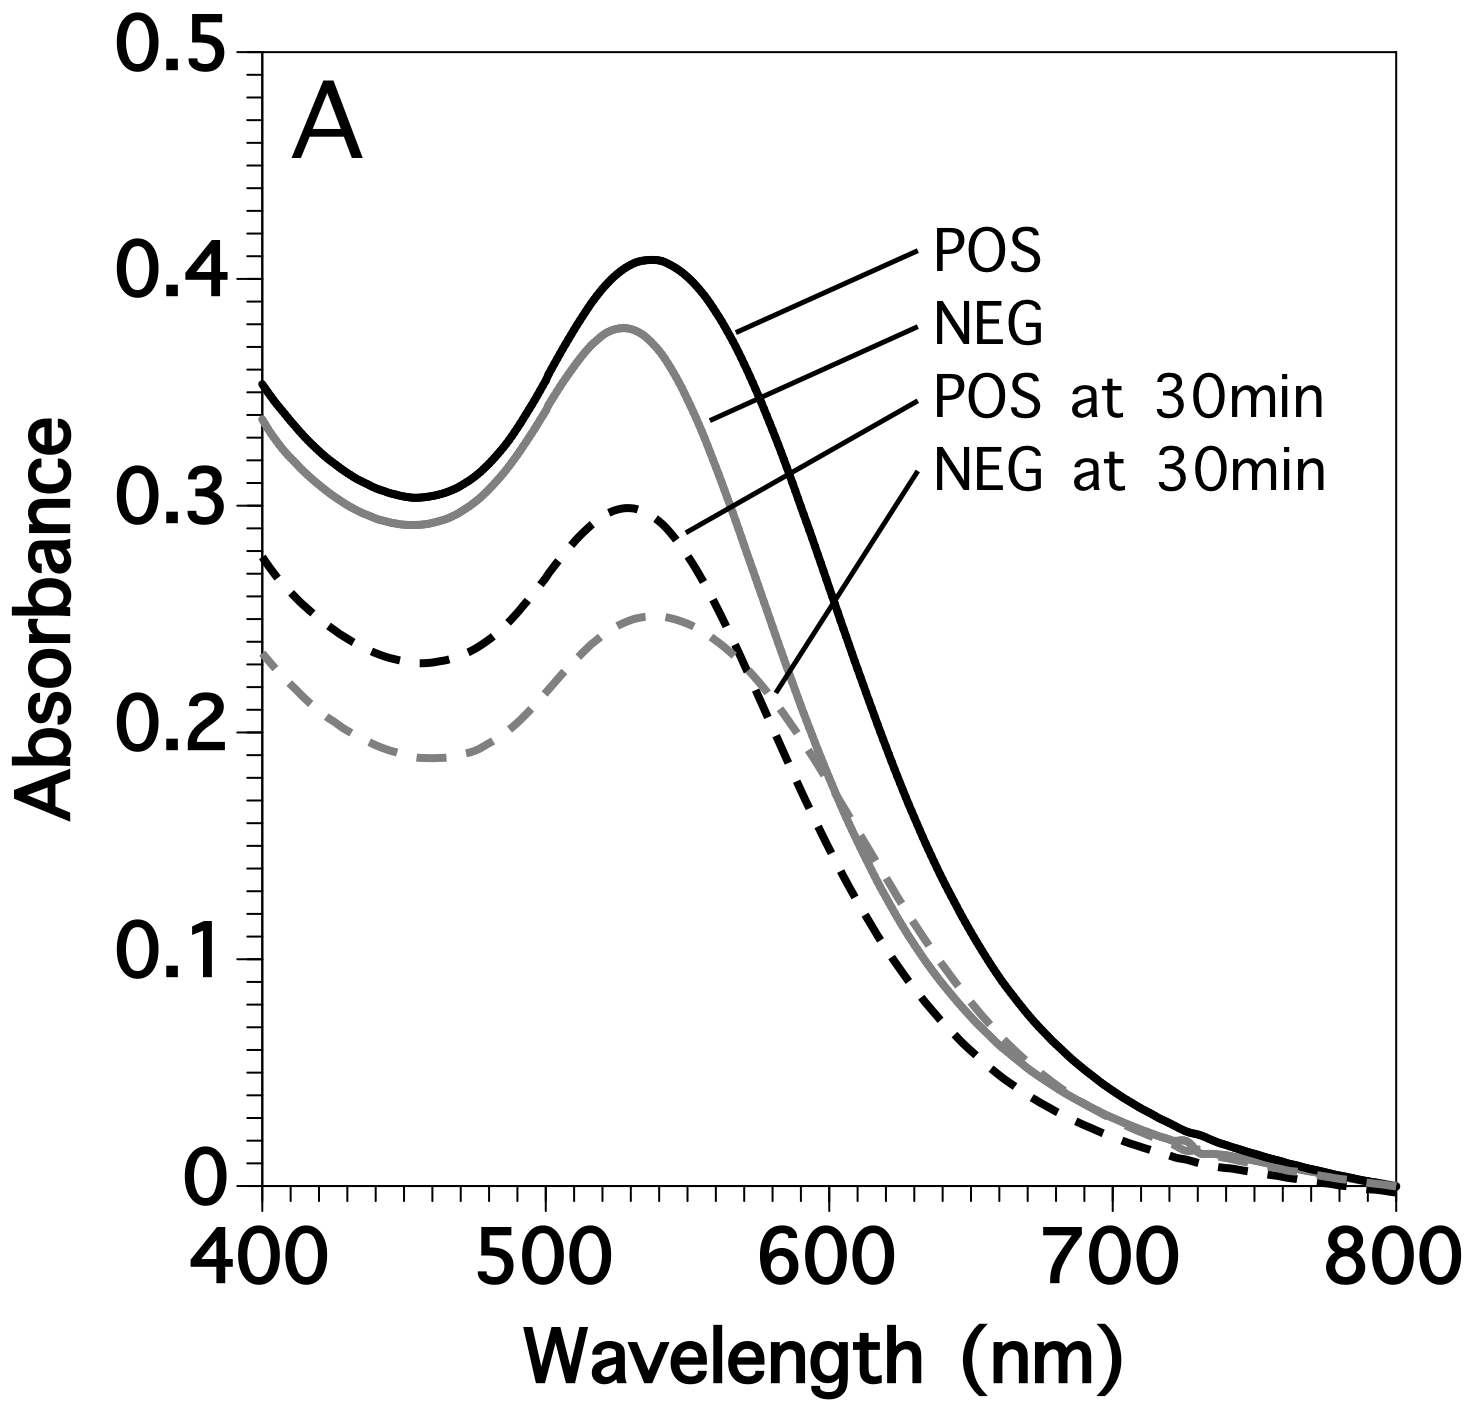 A
0.5
0.4
0.3
0.2
0.1
0
Absorbance
POS
NEG
POS at 30min
NEG at 30min
400 500 600 700 800
Wavelength (nm)